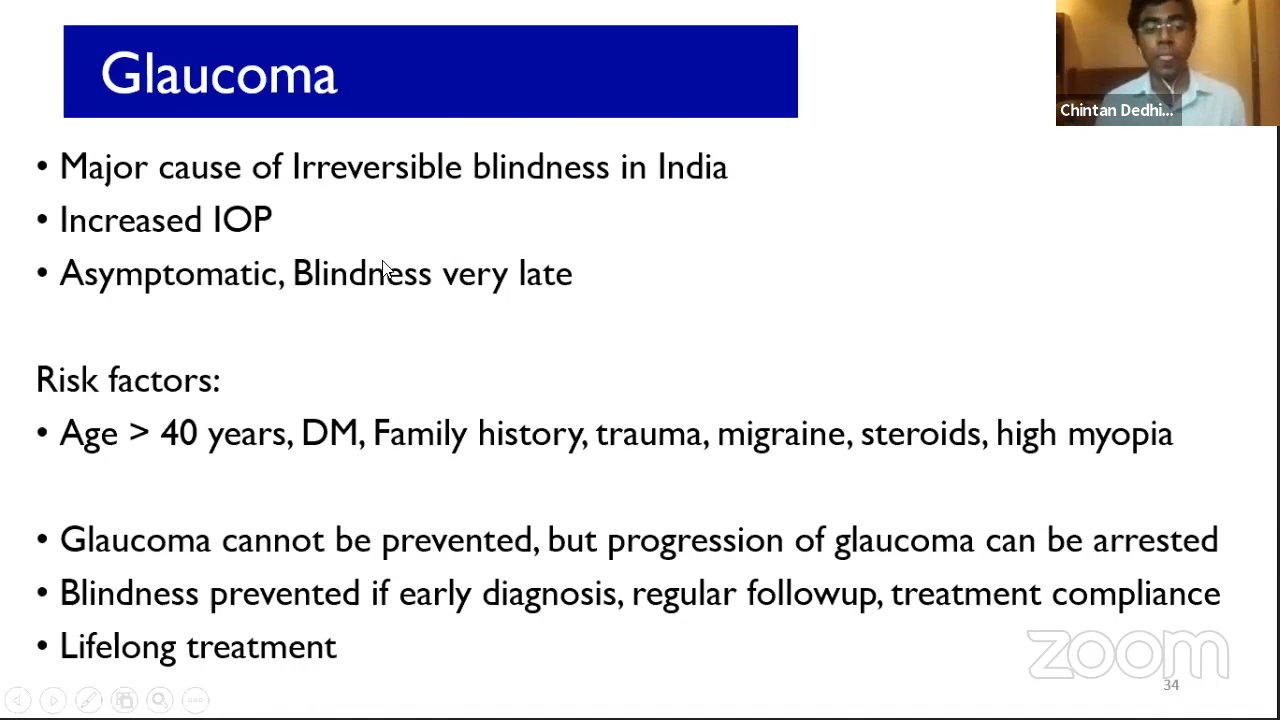 Glaucoma
Chintan Dedhi...
• Major cause of Irreversible blindness in India
• Increased IOP
• Asymptomatic, Blindness very late
Risk factors:
• Age > 40 years, DM, Family history, trauma, migraine, steroids, high myopia
• Glaucoma cannot be prevented, but progression of glaucoma can be arrested
• Blindness prevented if early diagnosis, regular followup, treatment compliance
• Lifelong treatment
zoom
34